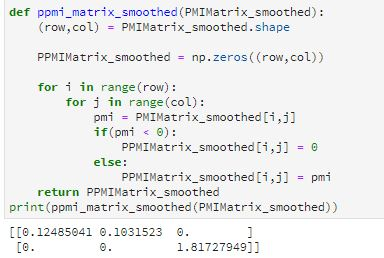 def ppmi_matrix_smoothed(PMIMatrix_smoothed):
    (row,col) = PMIMatrix_smoothed.shape

    PPMIMatrix_smoothed = np.zeros((row,col))

    for i in range(row):
        for j in range(col):
            pmi = PMIMatrix_smoothed[i,j]
            if(pmi < 0):
                PPMIMatrix_smoothed[i,j] = 0
            else:
                PPMIMatrix_smoothed[i,j] = pmi
    return PPMIMatrix_smoothed
print(ppmi_matrix_smoothed(PMIMatrix_smoothed))
[[0.12485041 0.1031523  0.        ]
 [0.         0.         1.81727949]]